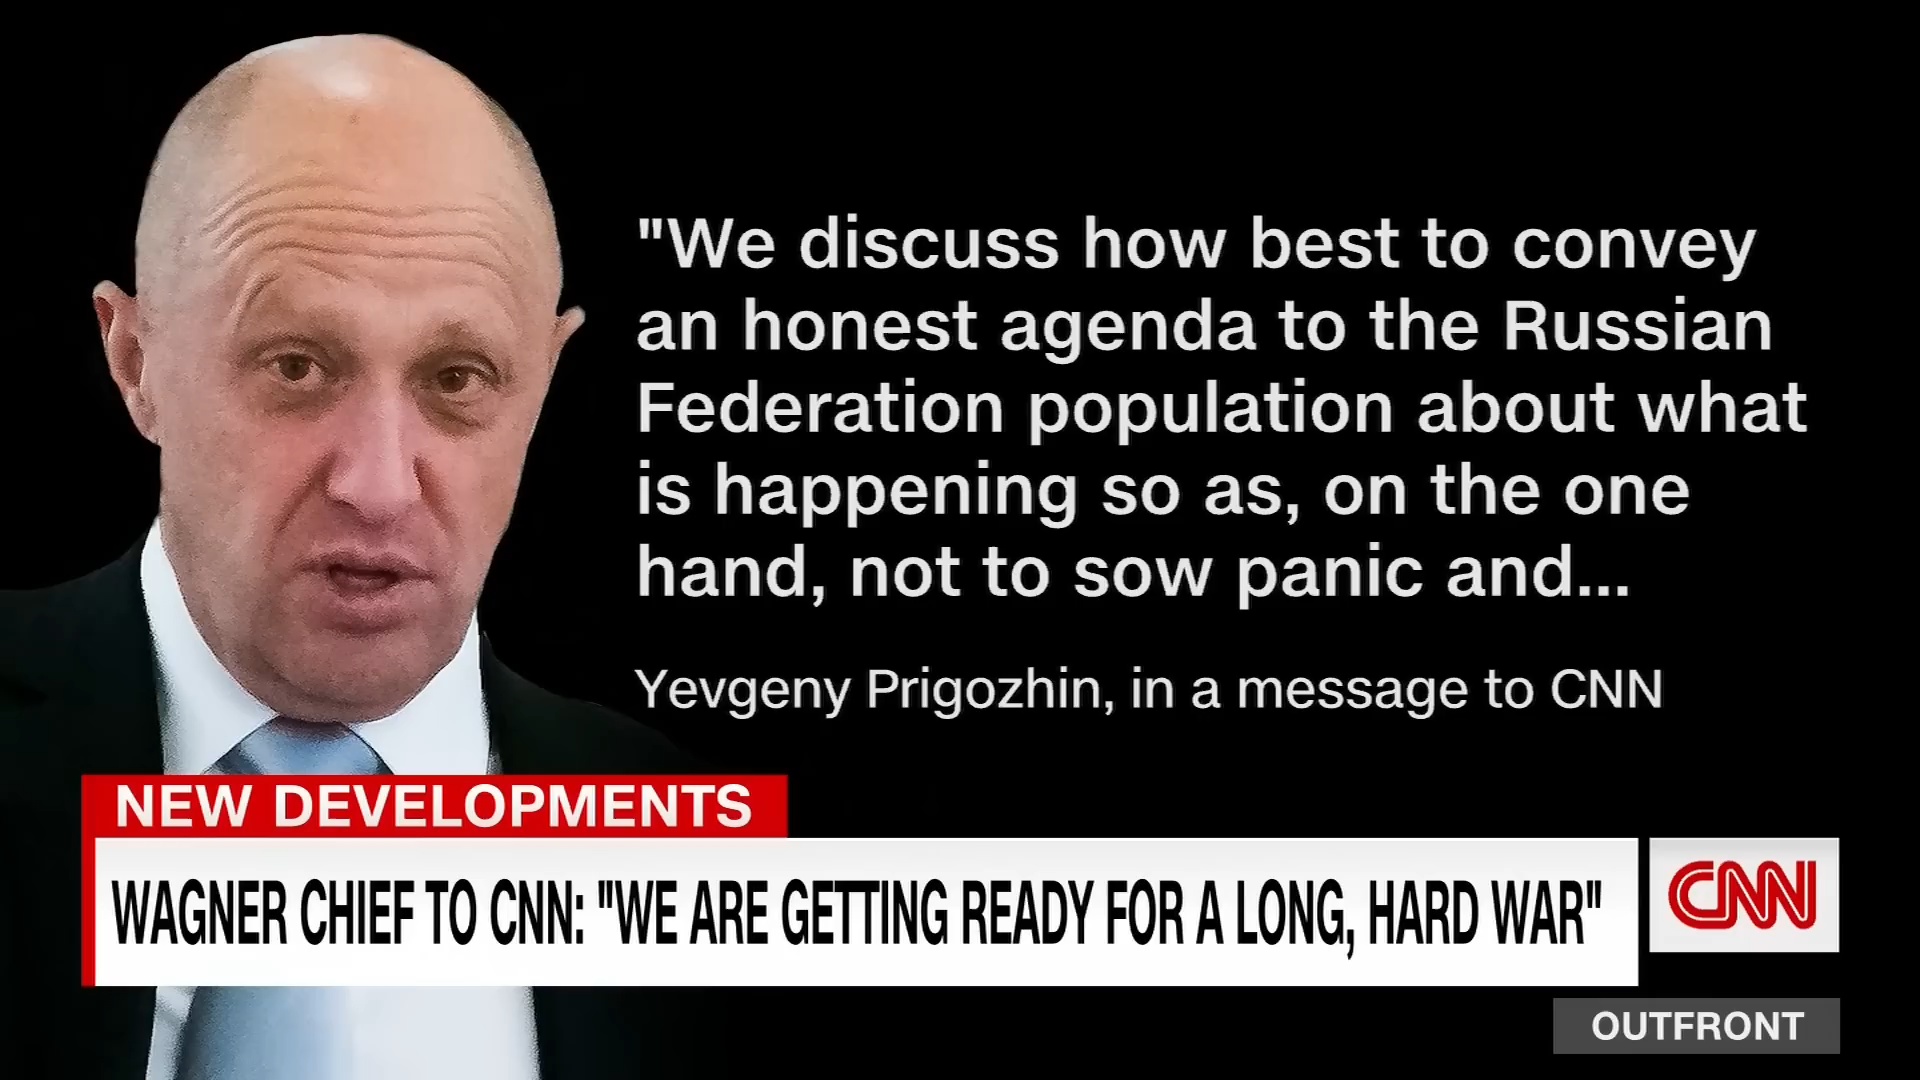 "We discuss how best to convey
an honest agenda to the Russian
Federation population about what
is happening so as, on the one
hand, not to sow panic and...
Yevgeny Prigozhin, in a message to CNN
NEW DEVELOPMENTS
WAGNER CHIEF TO CNN: "WE ARE GETTING READY FOR A LONG, HARD WAR"
CNN
OUTFRONT